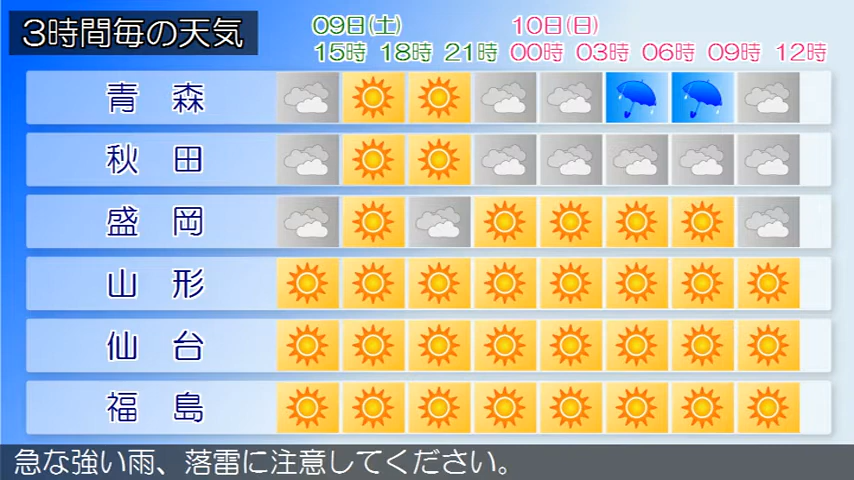 3時間毎の天気
09日(土) 10日(日)
15時 18時 21時 00時 03時 06時 09時 12時
青 森
秋 田
盛 岡
山 形
仙 台
福 島
急な強い雨、落雷に注意してください。